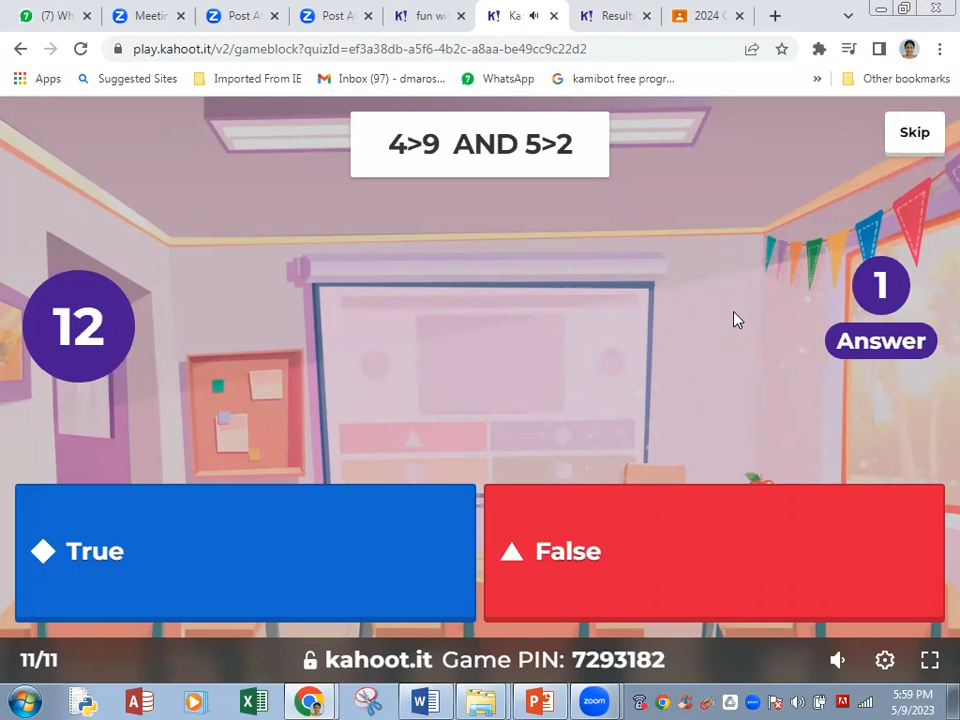 (7) Wh
Meetin
Post A
Post A
fun wi
Ka
Results
2024 C
play.kahoot.it/v2/gameblock?quizId=ef3a38db-a5f6-4b2c-a8aa-be49cc9c22d2
Apps
Suggested Sites
Imported From IE
Inbox (97) - dmaros...
WhatsApp
kamibot free progr...
»
Other bookmarks
4>9 AND 5>2
Skip
12
1
Answer
True
False
11/11
kahoot.it Game PIN: 7293182
zoom
5:59 PM
5/9/2023